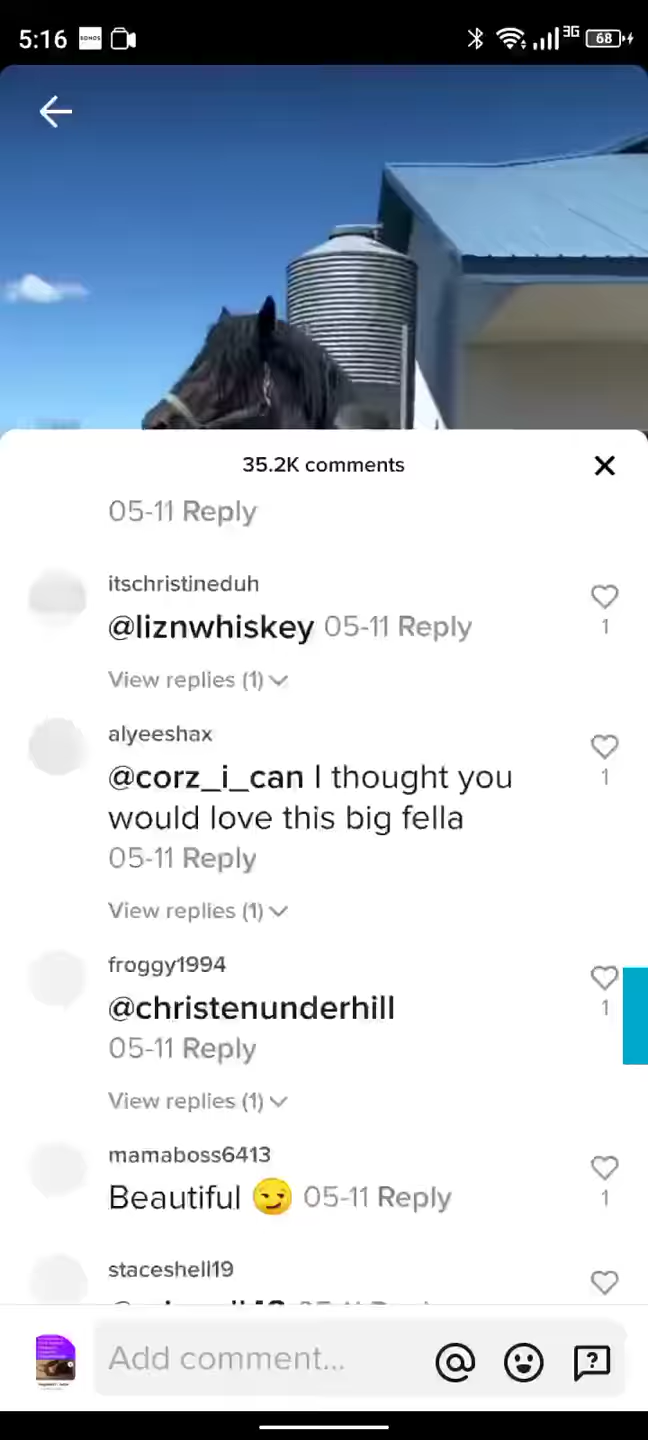 5:16 SONOS 3G 68
35.2K comments
05-11 Reply
itschristineduh
@liznwhiskey 05-11 Reply
1
View replies (1)
alyeeshax
@corz_i_can I thought you
1
would love this big fella
05-11 Reply
View replies (1)
froggy1994
@christenunderhill
1
05-11 Reply
View replies (1)
mamaboss6413
Beautiful 😏 05-11 Reply
1
staceshell19
Add comment...